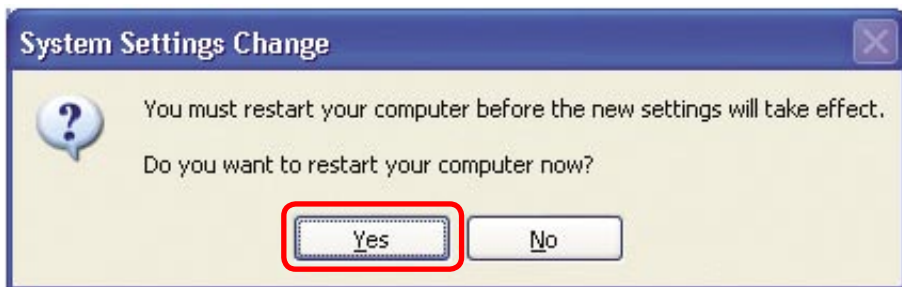 System Settings Change
You must restart your computer before the new settings will take effect.
Do you want to restart your computer now?
Yes No